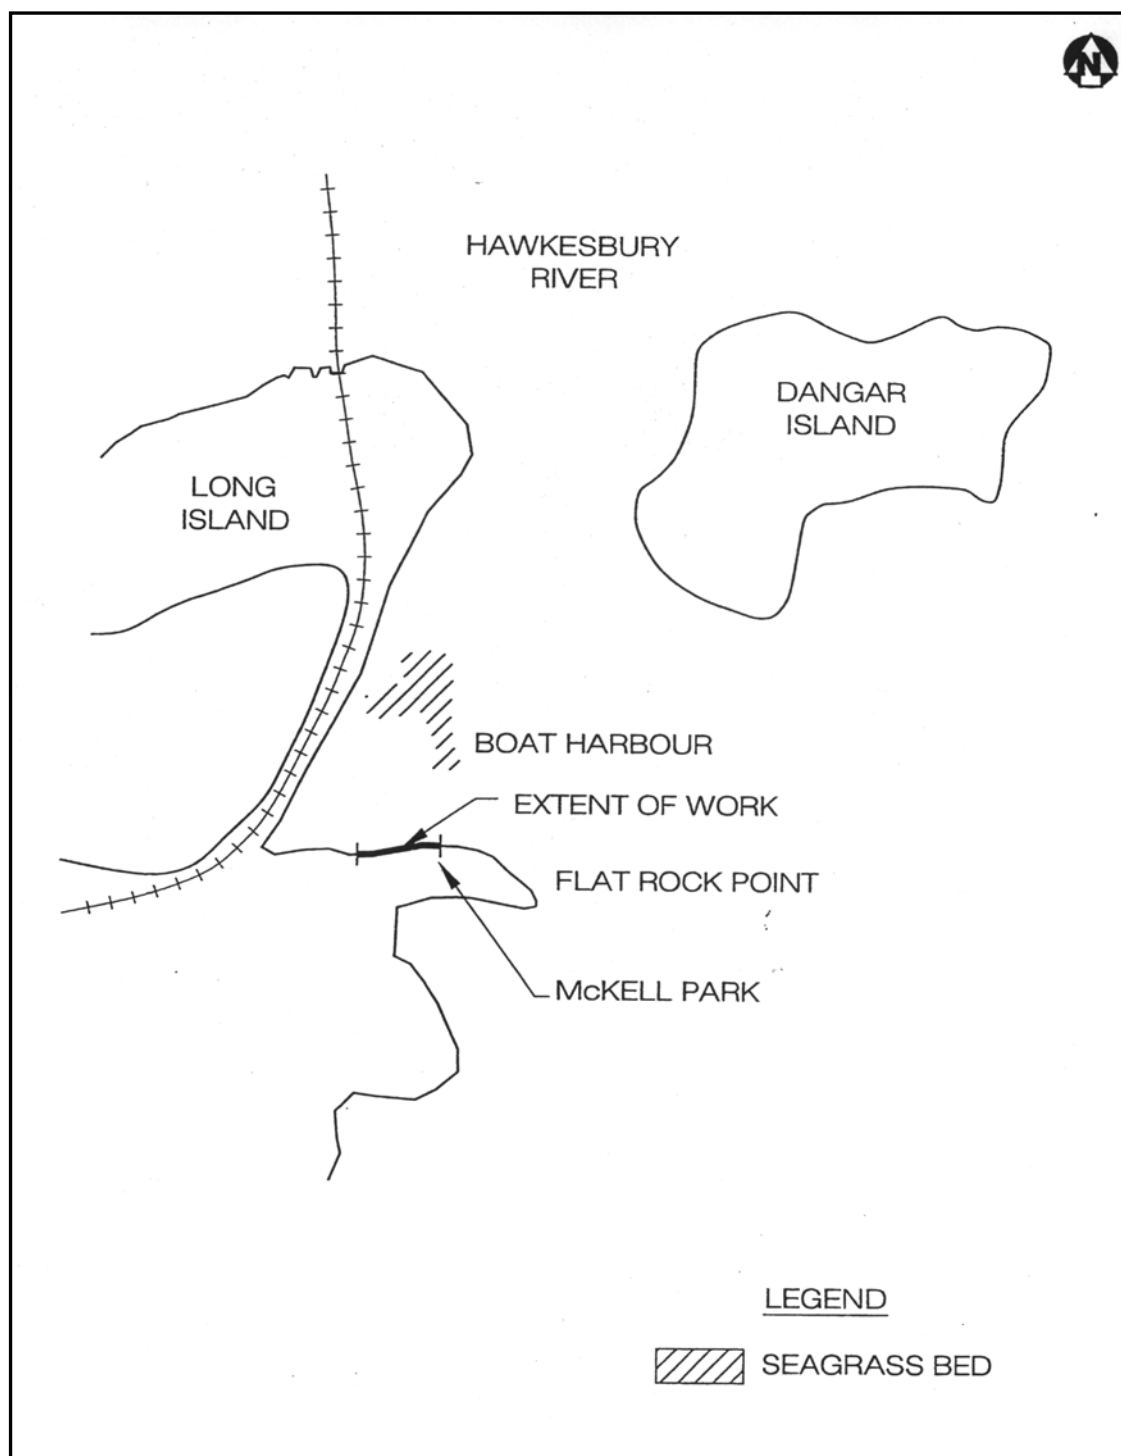 N
HAWKESBURY
RIVER
DANGAR
ISLAND
LONG
ISLAND
BOAT HARBOUR
EXTENT OF WORK
FLAT ROCK POINT
McKELL PARK
LEGEND
SEAGRASS BED